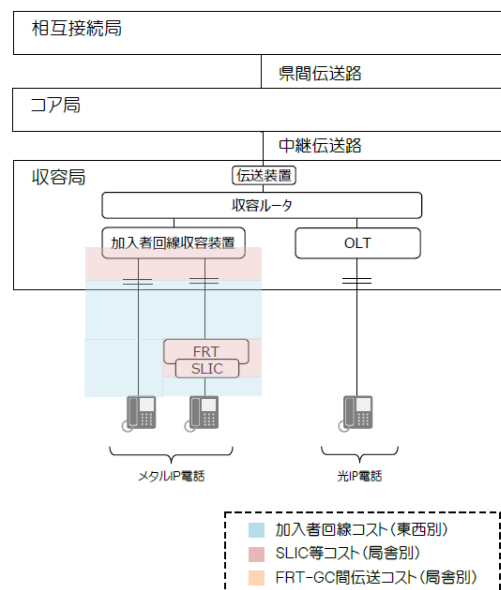 相互接続局
県間伝送路
コア局
中継伝送路
収容局
伝送装置
収容ルータ
加入者回線収容装置
OLT
FRT
SLIC
メタルIP電話
光IP電話
加入者回線コスト(東西別)
SLIC等コスト(局舎別)
FRT-GC間伝送コスト(局舎別)